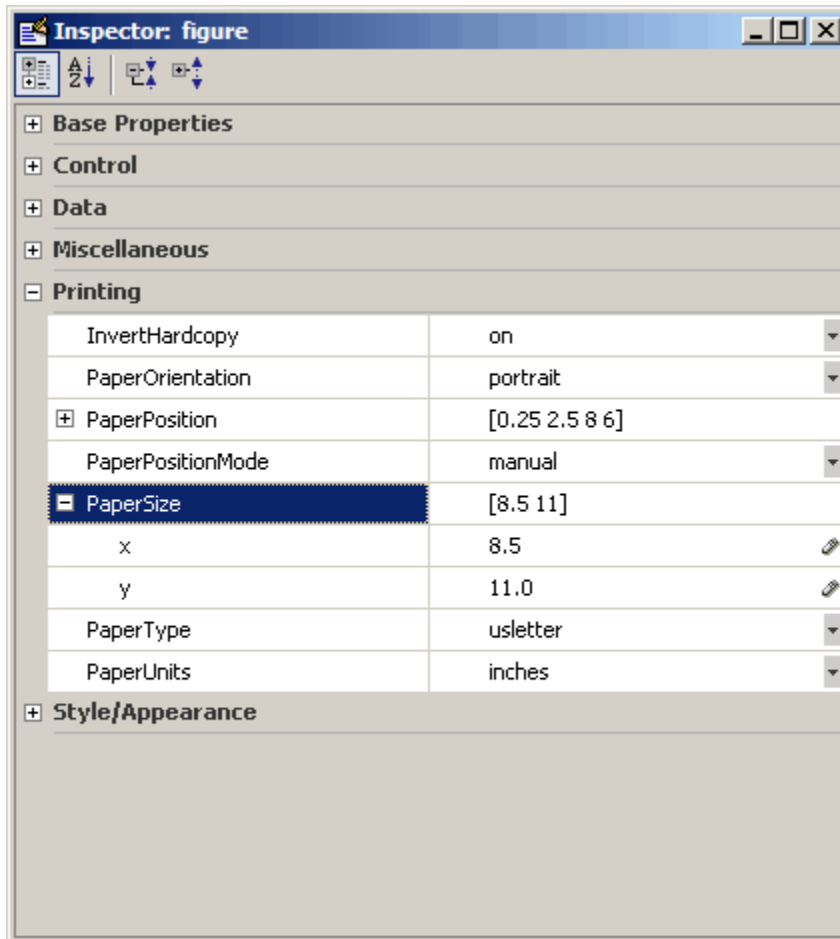 Inspector: figure
Base Properties
Control
Data
Miscellaneous
Printing
InvertHardcopy on
PaperOrientation portrait
PaperPosition [0.25 2.5 8 6]
PaperPositionMode manual
PaperSize [8.5 11]
x 8.5
y 11.0
PaperType usletter
PaperUnits inches
Style/Appearance